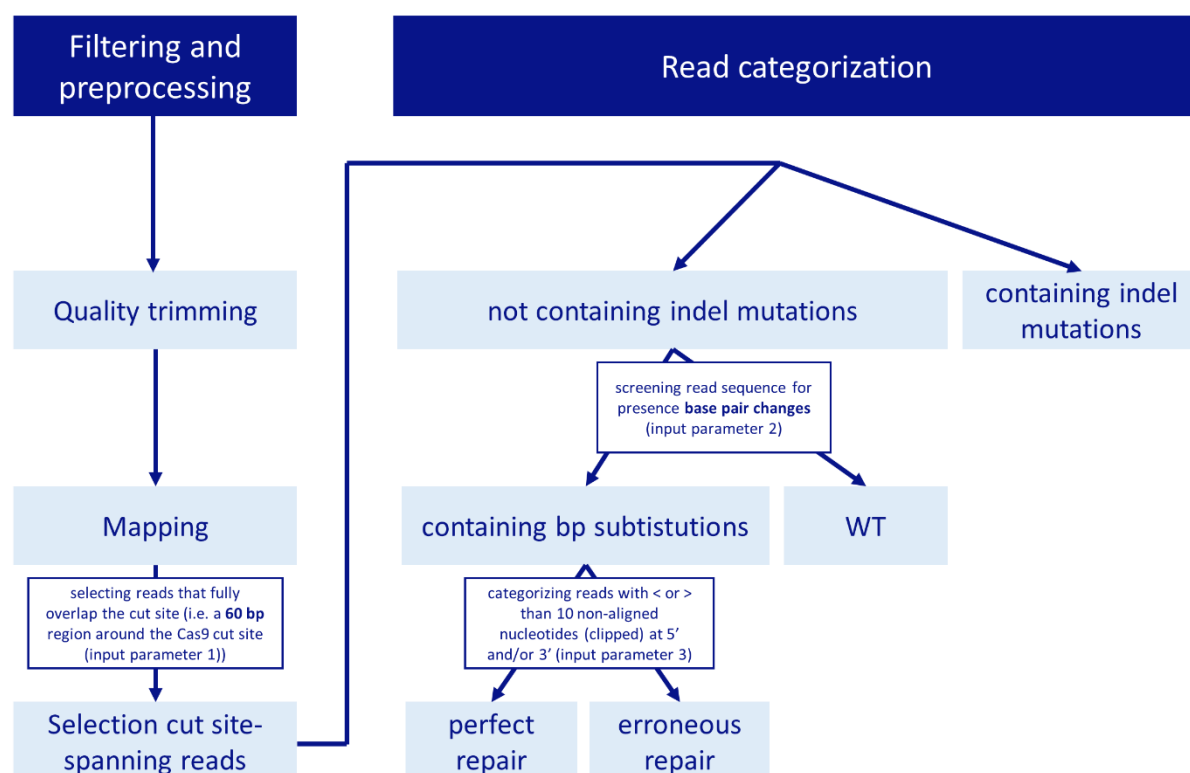 Filtering and
preprocessing
Read categorization
Quality trimming
not containing indel mutations
containing indel
mutations
screening read sequence for
presence base pair changes
(input parameter 2)
Mapping
containing bp subtistutions
WT
selecting reads that fully
overlap the cut site (i.e. a 60 bp
region around the Cas9 cut site
(input parameter 1))
categorizing reads with < or >
than 10 non-aligned
nucleotides (clipped) at 5’
and/or 3’ (input parameter 3)
Selection cut site-
spanning reads
perfect
repair
erroneous
repair